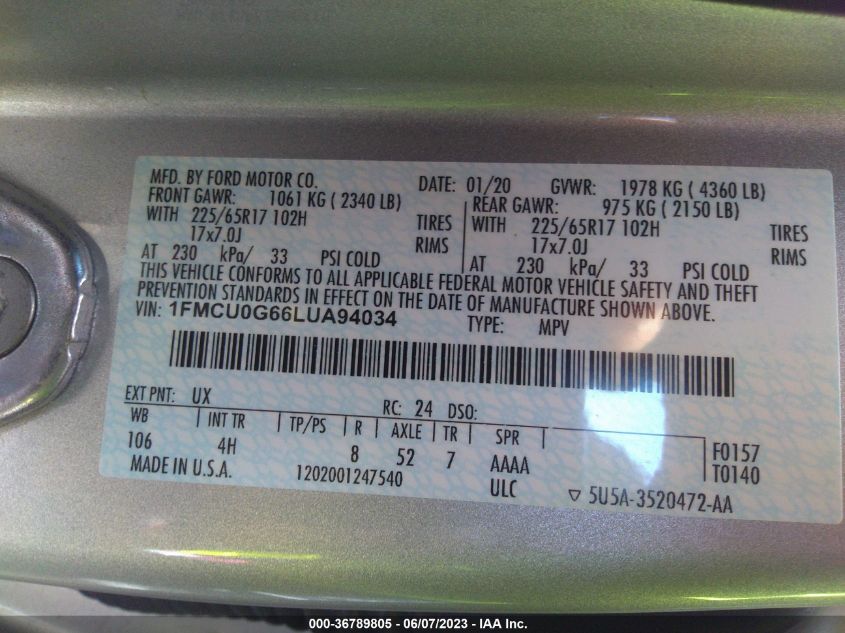 MFD. BY FORD MOTOR CO.
DATE: 01/20 GVWR: 1978 KG ( 4360 LB)
FRONT GAWR: 1061 KG ( 2340 LB)
WITH 225/65R17 102H TIRES
17x7.0J RIMS
AT 230 kPa/ 33 PSI COLD
REAR GAWR: 975 KG ( 2150 LB)
WITH 225/65R17 102H TIRES
17x7.0J RIMS
AT 230 kPa/ 33 PSI COLD
THIS VEHICLE CONFORMS TO ALL APPLICABLE FEDERAL MOTOR VEHICLE SAFETY AND THEFT
PREVENTION STANDARDS IN EFFECT ON THE DATE OF MANUFACTURE SHOWN ABOVE.
VIN: 1FMCU0G66LUA94034 TYPE: MPV
EXT PNT: UX RC: 24 DSO:
WB INT TR TP/PS R AXLE TR SPR
106 4H 8 52 7 AAAA
F0157
T0140
MADE IN U.S.A. 1202001247540 ULC
▽ 5U5A-3520472-AA
000-36789805 - 06/07/2023 - IAA Inc.